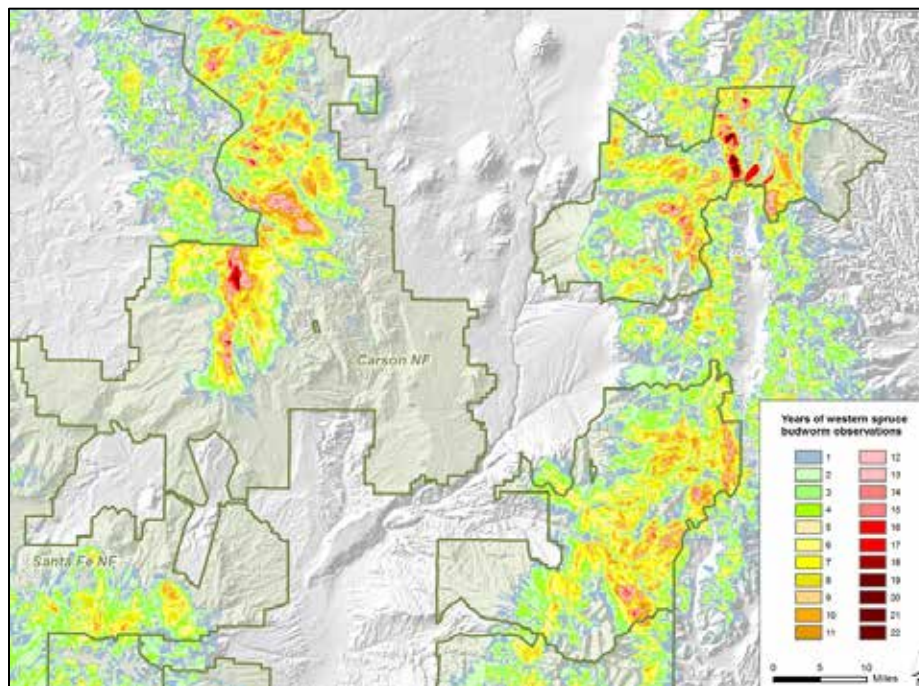 Carson NF
Santa Fe NF
Years of western spruce
budworm observations
1 12
2 13
3 14
4 15
5 16
6 17
7 18
8 19
9 20
10 21
11 22
0 5 10
Miles